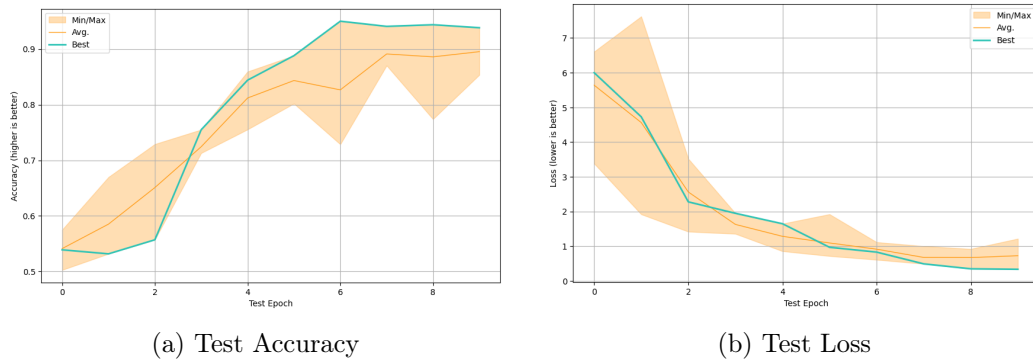 Min/Max
Avg.
Best
0.9
0.8
0.7
0.6
0.5
Accuracy (higher is better)
0 2 4 6 8
Test Epoch
(a) Test Accuracy
Min/Max
Avg.
Best
7
6
5
4
3
2
1
0
Loss (lower is better)
0 2 4 6 8
Test Epoch
(b) Test Loss